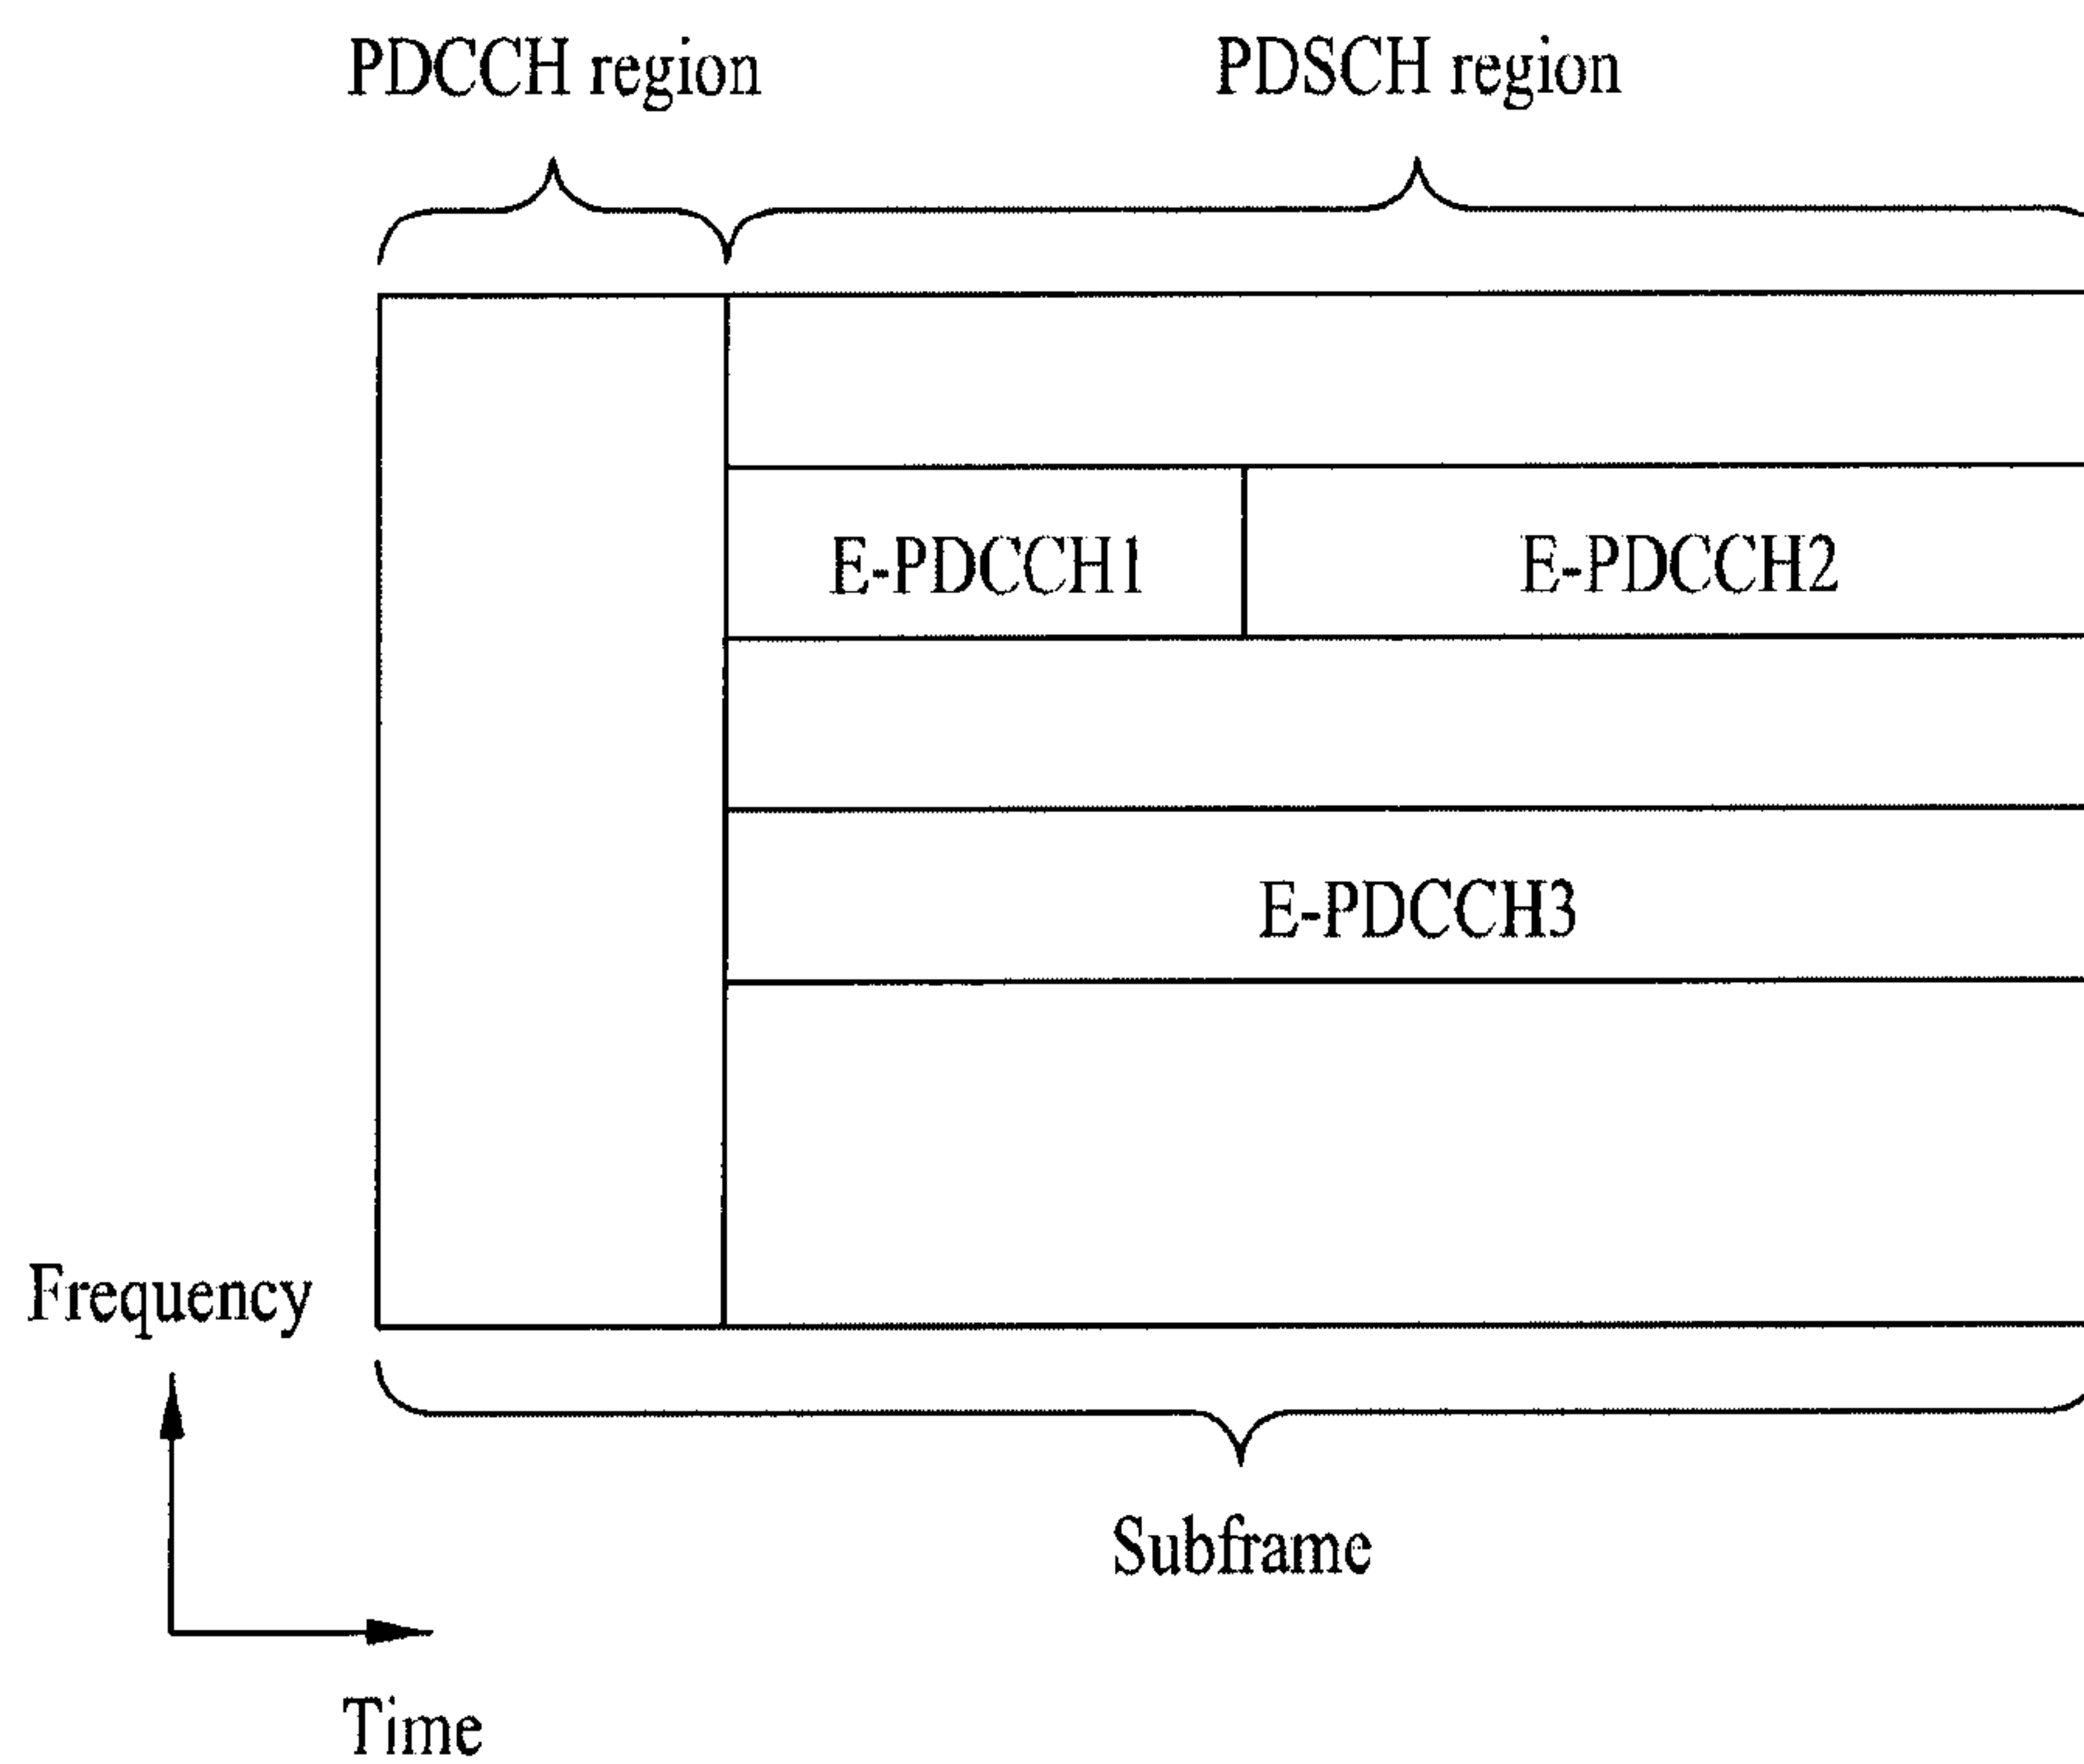 PDCCH region
PDSCH region
E-PDCCH1
E-PDCCH2
E-PDCCH3
Frequency
Subframe
Time